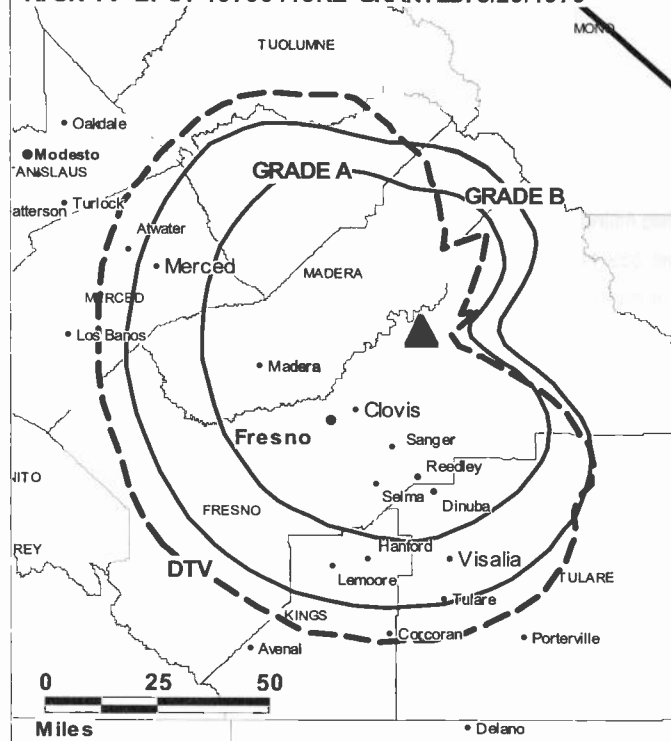 TUOLUMNE
MONO
Oakdale
Modesto
ANISLAUS
GRADE A
GRADE B
atterson
Turlock
Atwater
Merced
MADERA
MERCED
Los Banos
Madera
Clovis
Fresno
Sanger
Reedley
NITO
Selma
Dinuba
FRESNO
REY
Hanford
Visalia
DTV
Lemoore
TULARE
Tulare
KINGS
Corcoran
Porterville
Avenal
0 25 50
Miles
Delano